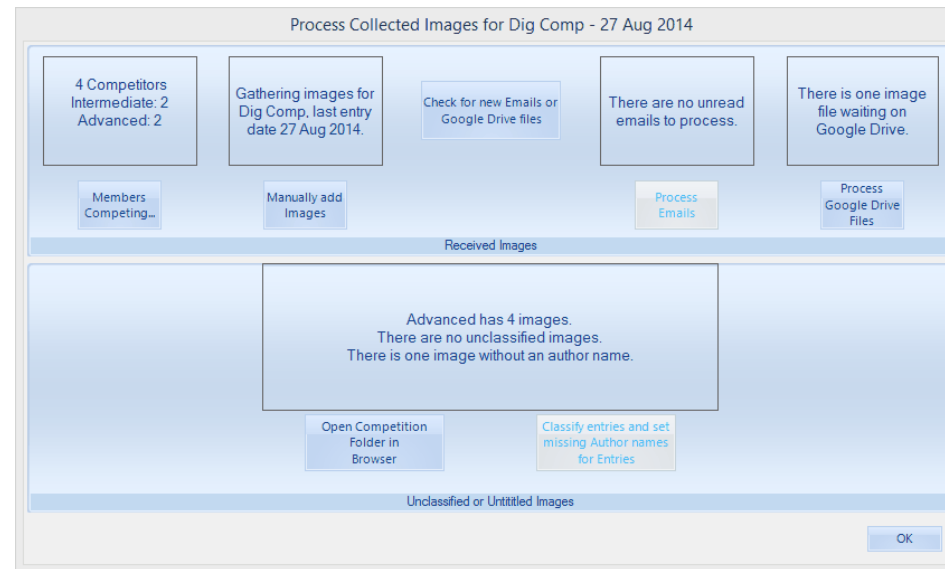 Process Collected Images for Dig Comp - 27 Aug 2014
4 Competitors
Intermediate: 2
Advanced: 2
Gathering images for
Dig Comp, last entry
date 27 Aug 2014.
Check for new Emails or
Google Drive files
There are no unread
emails to process.
There is one image
file waiting on
Google Drive.
Members
Competing...
Manually add
Images
Process
Emails
Process
Google Drive
Files
Received Images
Advanced has 4 images.
There are no unclassified images.
There is one image without an author name.
Open Competition
Folder in
Browser
Classify entries and set
missing Author names
for Entries
Unclassified or Untititled Images
OK